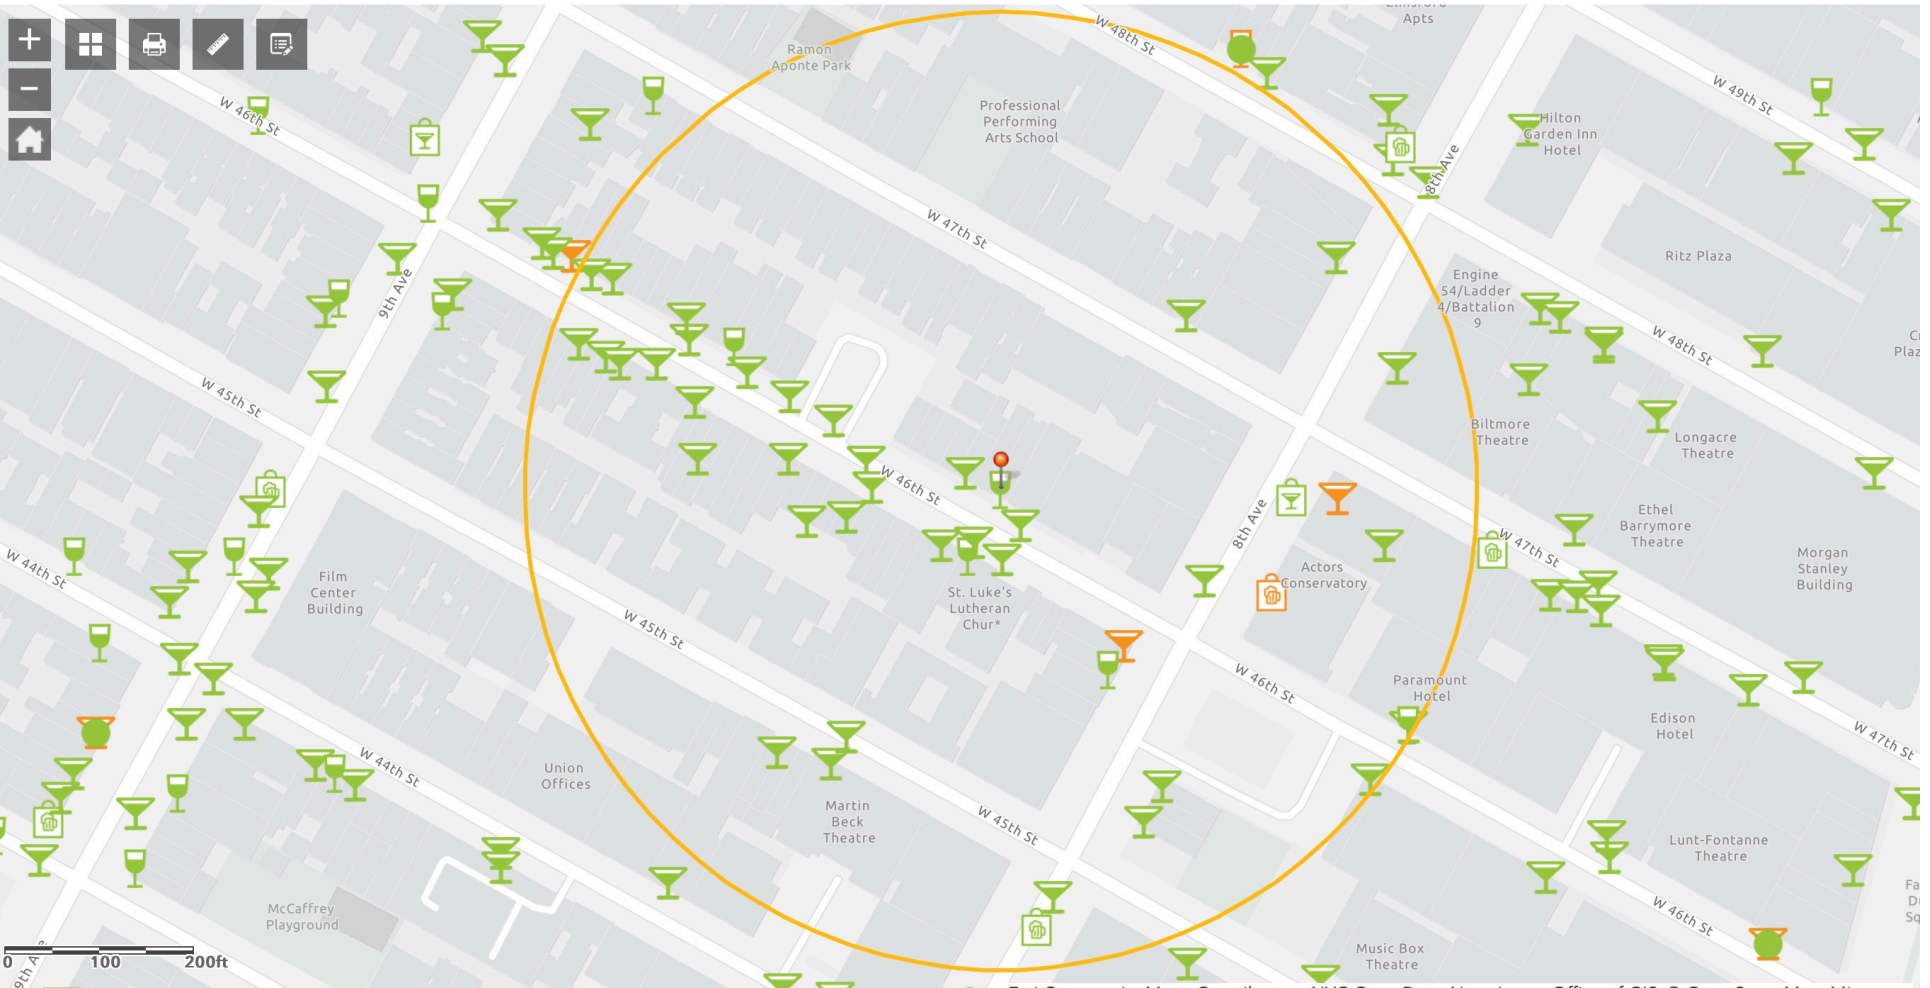 Elmsford
Apts
W 48th St
Ramon
Aponte Park
W 49th St
W 46th St
Professional
Performing
Arts School
Hilton
Garden Inn
Hotel
8th Ave
W 47th St
Ritz Plaza
Engine
54/Ladder
4/Battalion
9
9th Ave
W 48th St
Plaz
W 45th St
Biltmore
Theatre
Longacre
Theatre
W 46th St
8th Ave
Ethel
Barrymore
Theatre
W 47th St
W 44th St
Film
Center
Building
Actors
Conservatory
Morgan
Stanley
Building
St. Luke's
Lutheran
Chur*
W 45th St
W 46th St
Paramount
Hotel
Edison
Hotel
W 47th St
W 44th St
Union
Offices
Martin
Beck
Theatre
W 45th St
Lunt-Fontanne
Theatre
McCaffrey
Playground
W 46th St
Music Box
Theatre
9th A
0 100 200ft